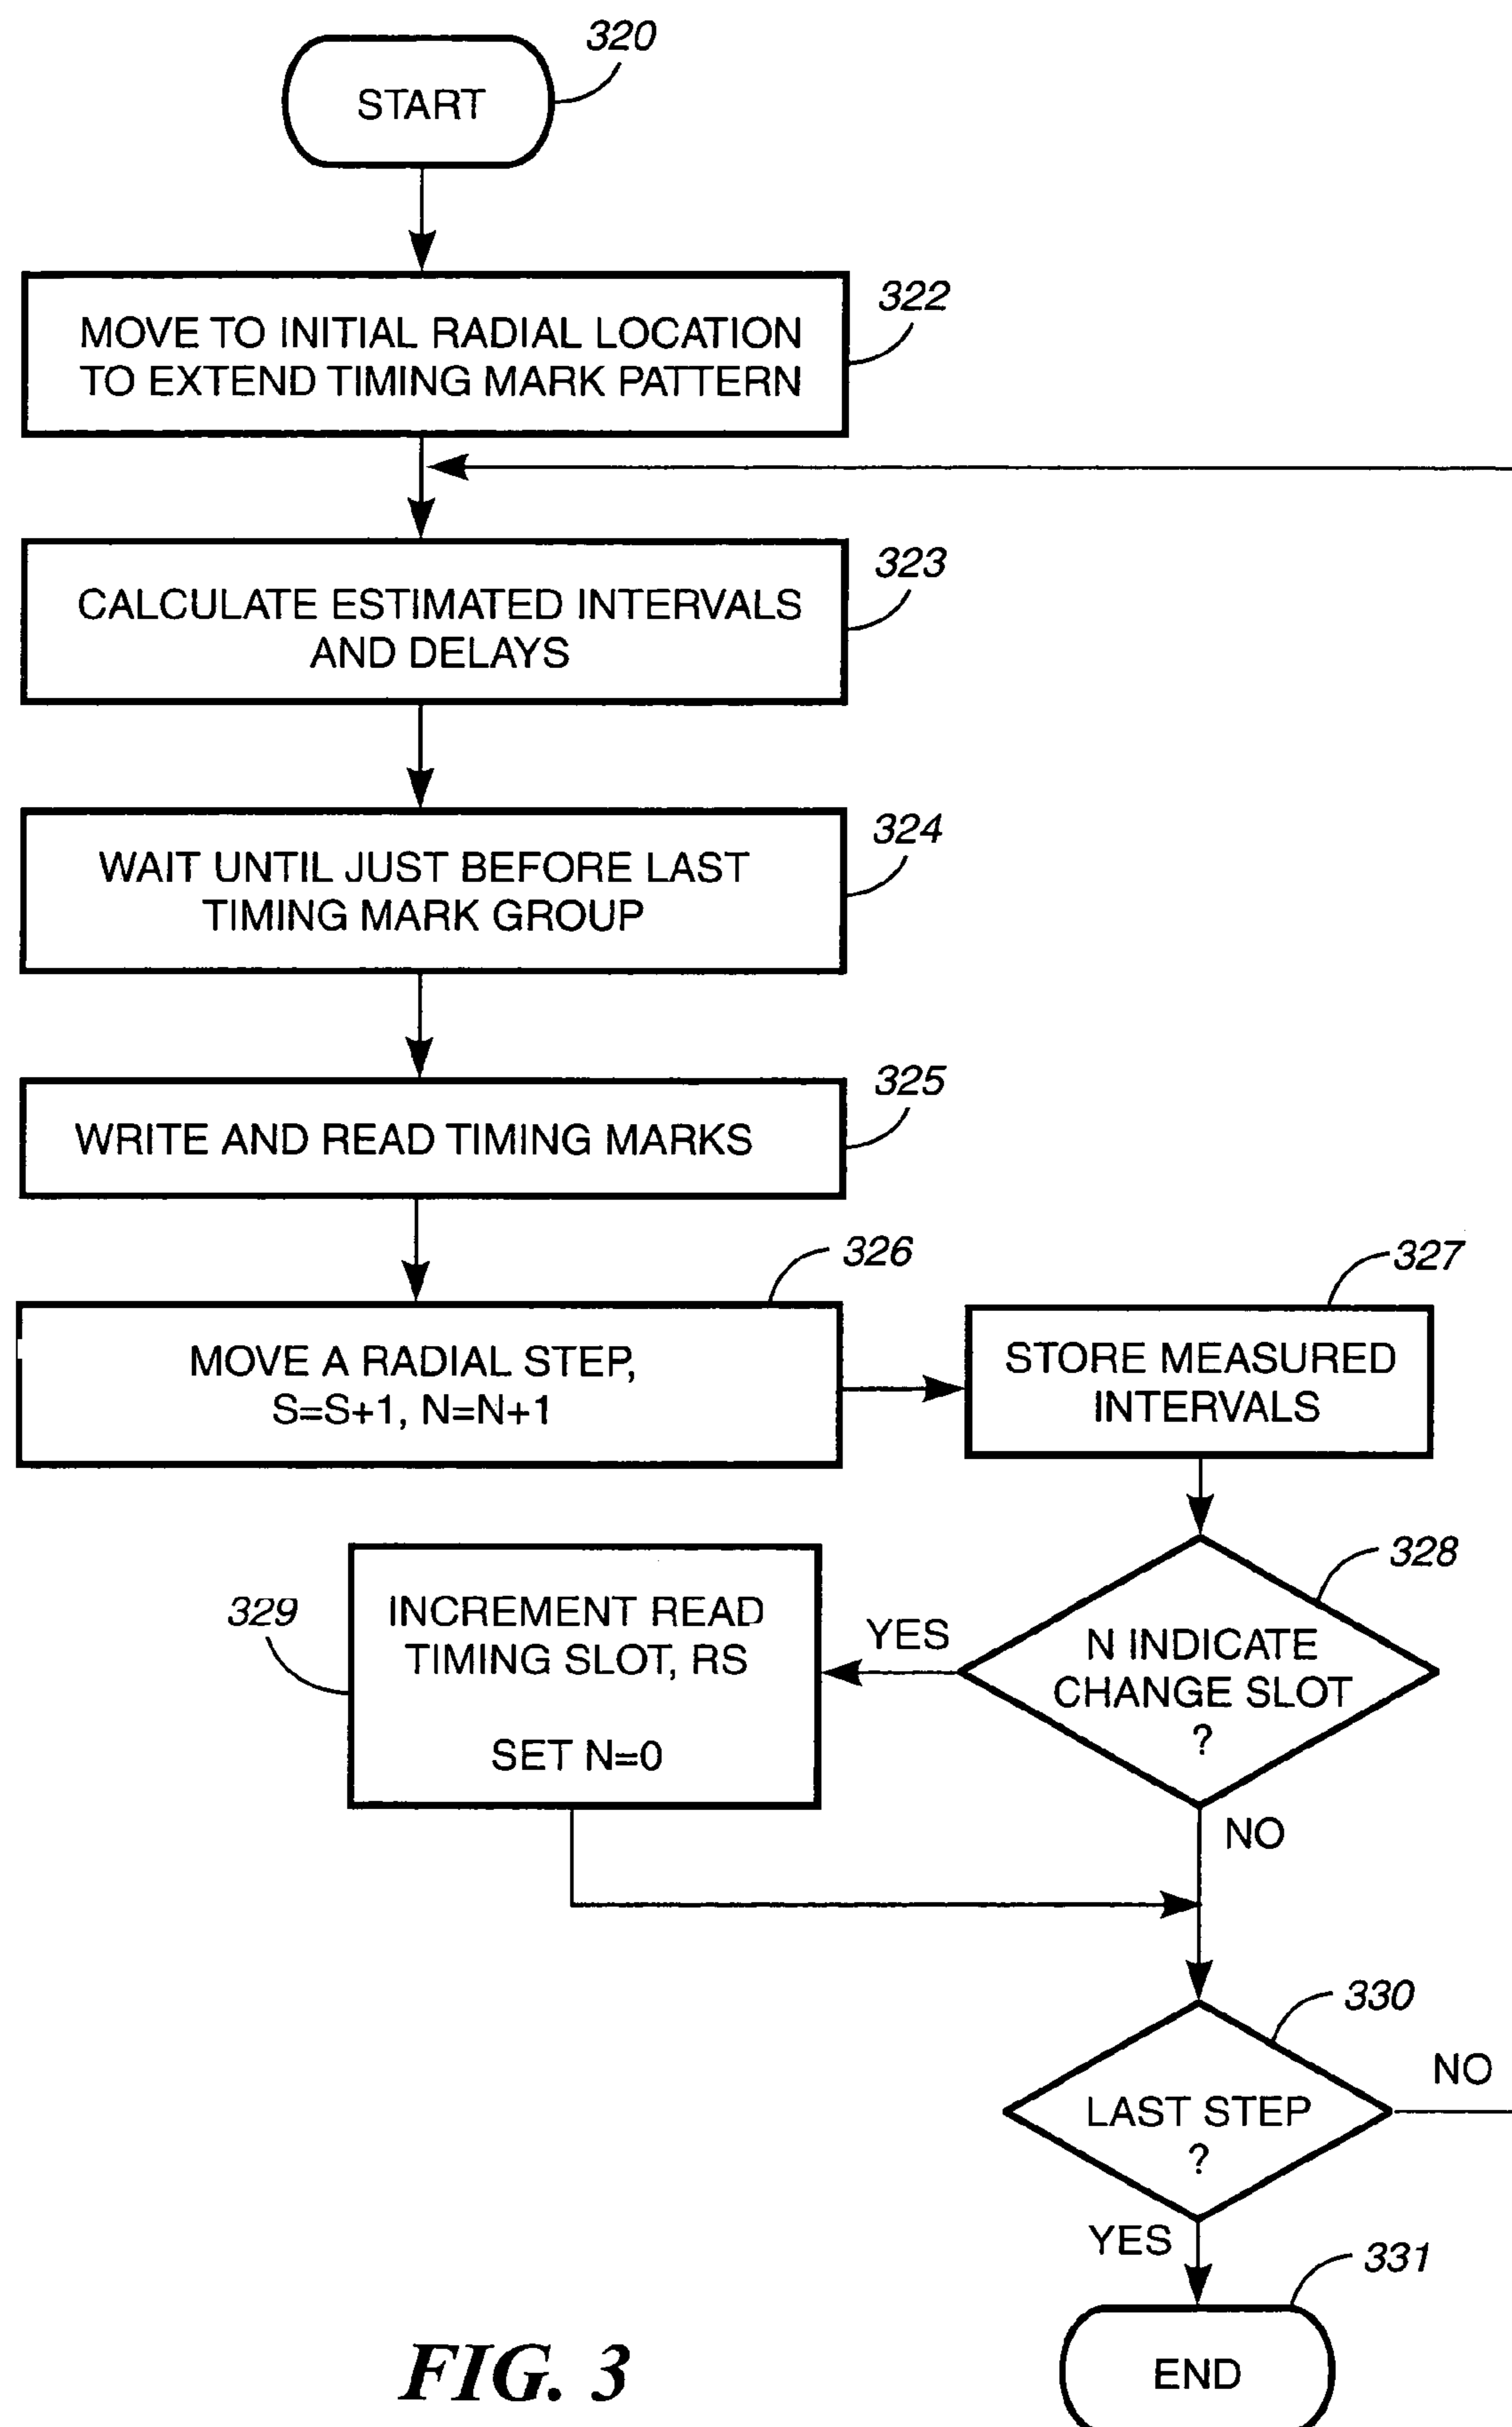 320
START
322
MOVE TO INITIAL RADIAL LOCATION
TO EXTEND TIMING MARK PATTERN
323
CALCULATE ESTIMATED INTERVALS
AND DELAYS
324
WAIT UNTIL JUST BEFORE LAST
TIMING MARK GROUP
325
WRITE AND READ TIMING MARKS
326
MOVE A RADIAL STEP,
S=S+1, N=N+1
327
STORE MEASURED
INTERVALS
328
N INDICATE
CHANGE SLOT
?
YES
329
INCREMENT READ
TIMING SLOT, RS
SET N=0
NO
330
LAST STEP
?
NO
YES
331
END
FIG. 3